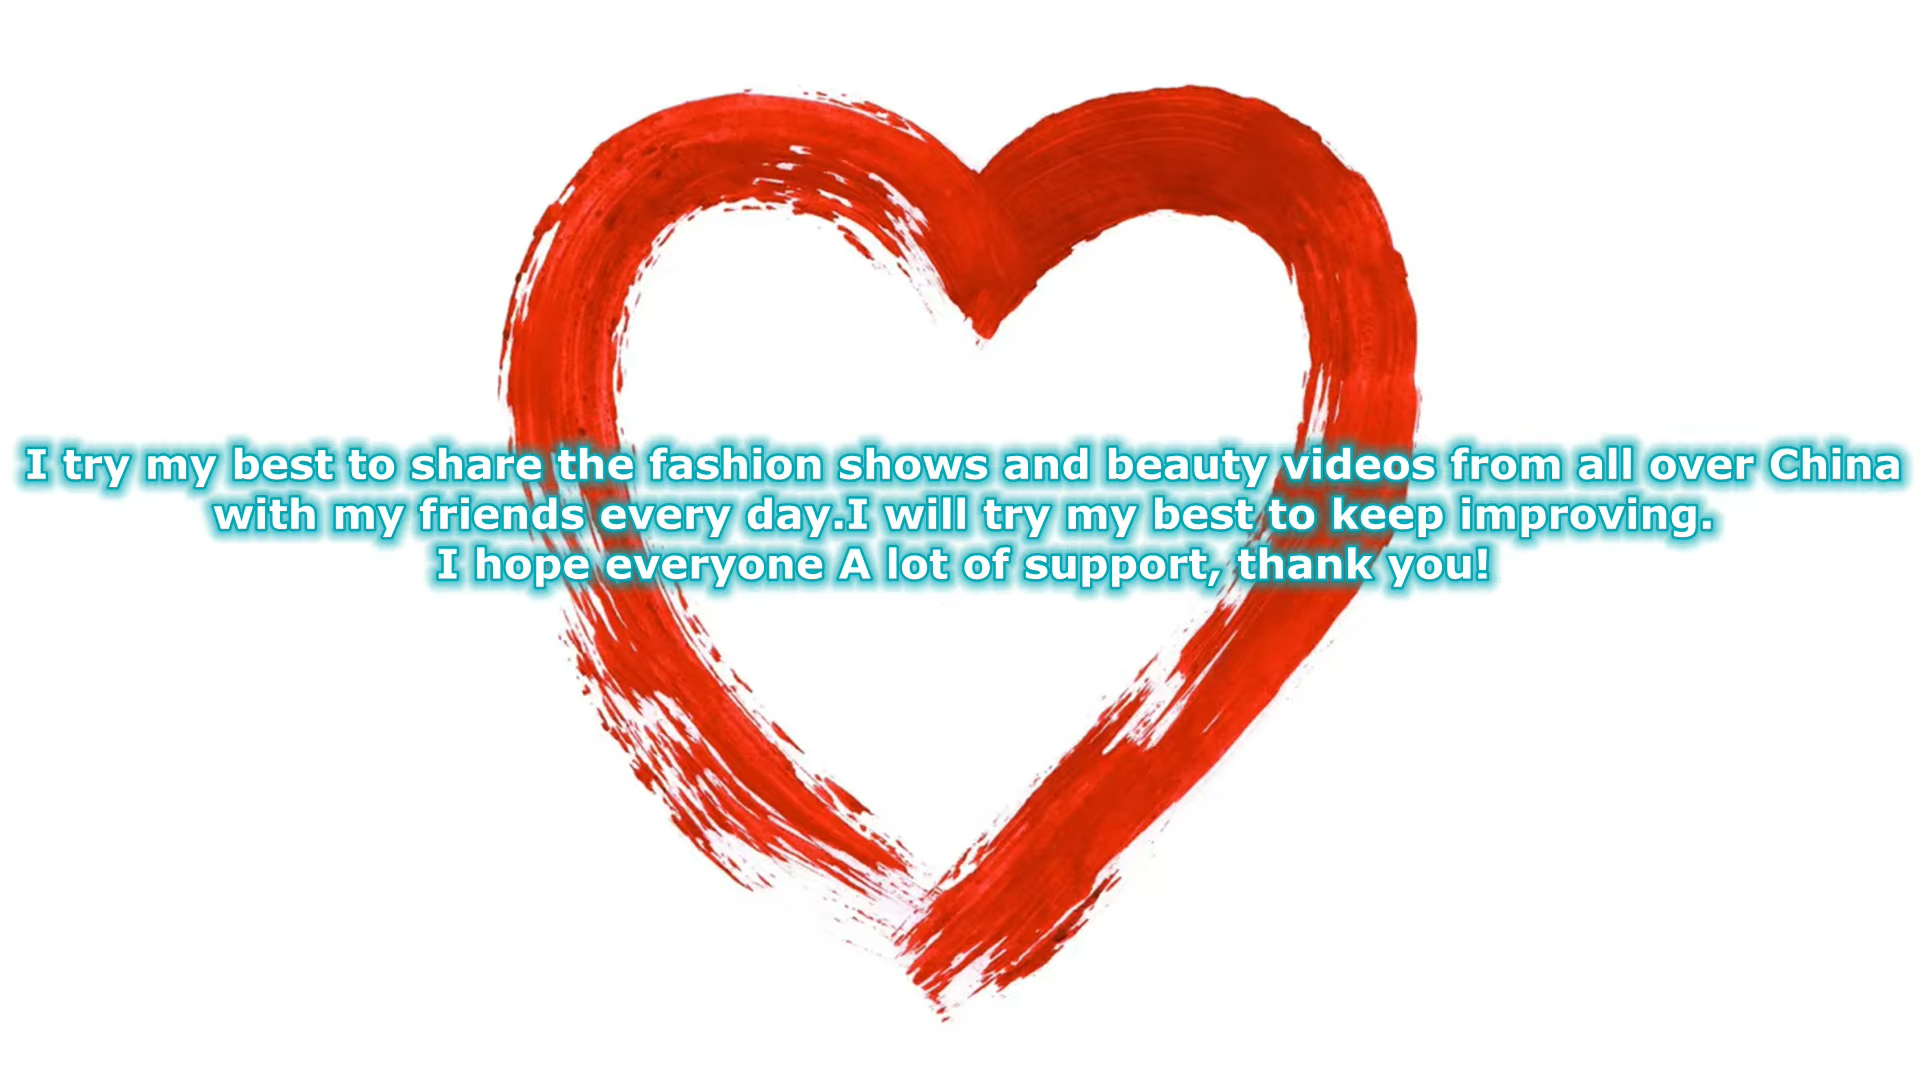 I try my best to share the fashion shows and beauty videos from all over China
with my friends every day.I will try my best to keep improving.
I hope everyone A lot of support, thank you!